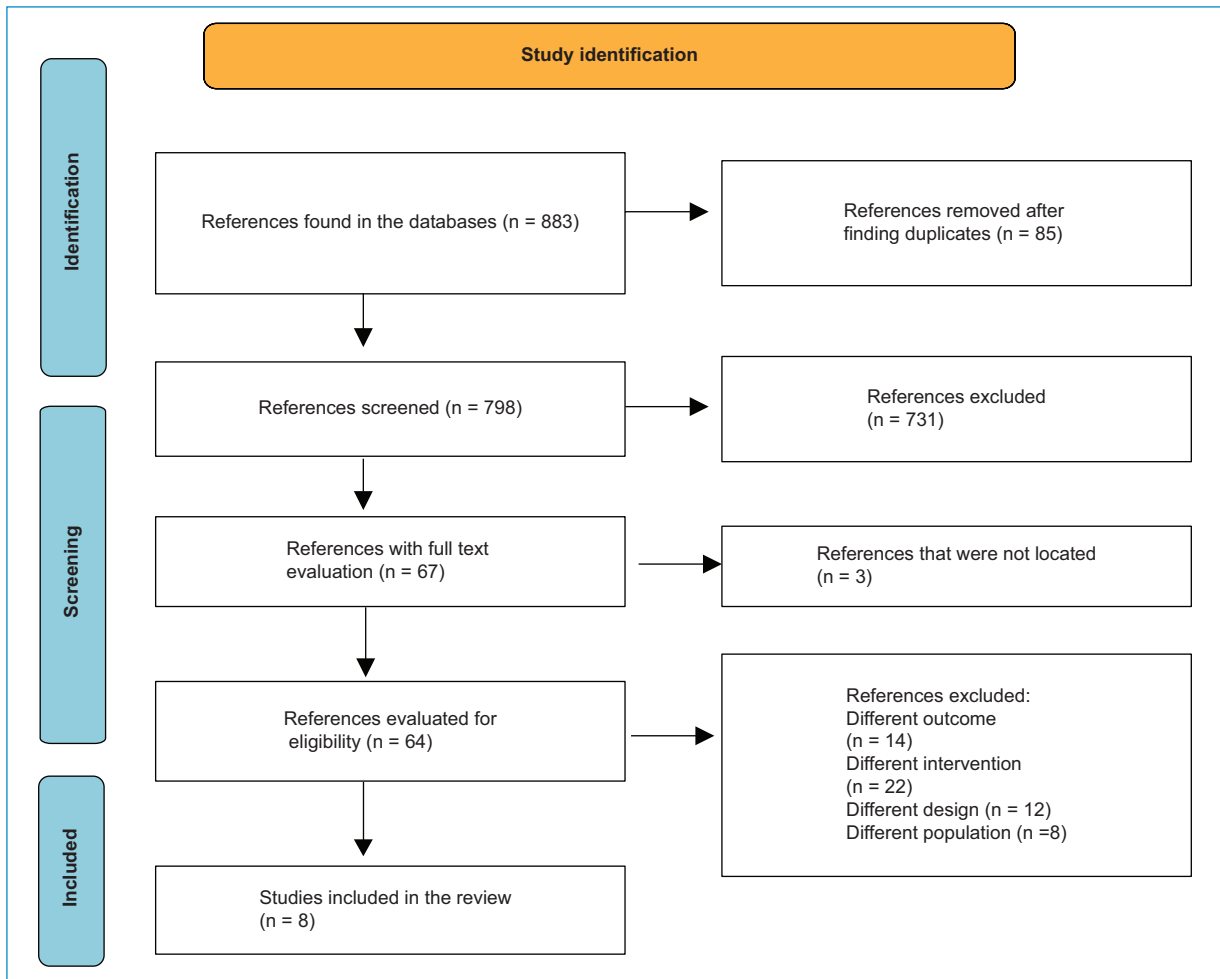 Study identification
Identification
References found in the databases (n = 883)
References removed after
finding duplicates (n = 85)
References screened (n = 798)
References excluded
(n = 731)
Screening
References with full text
evaluation (n = 67)
References that were not located
(n = 3)
References evaluated for
eligibility (n = 64)
References excluded:
Different outcome
(n = 14)
Different intervention
(n = 22)
Different design (n = 12)
Different population (n =8)
Included
Studies included in the review
(n = 8)